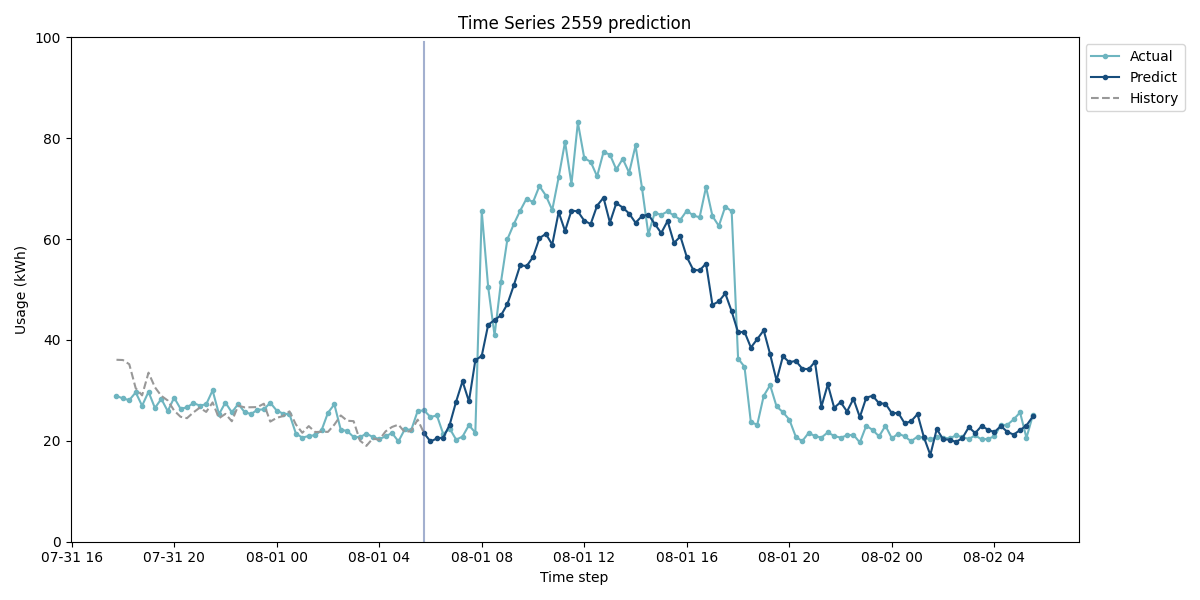 Time Series 2559 prediction
Usage (kWh)
100
80
60
40
20
0
07-31 16
07-31 20
08-01 00
08-01 04
08-01 08
08-01 12
08-01 16
08-01 20
08-02 00
08-02 04
Time step
Actual
Predict
History